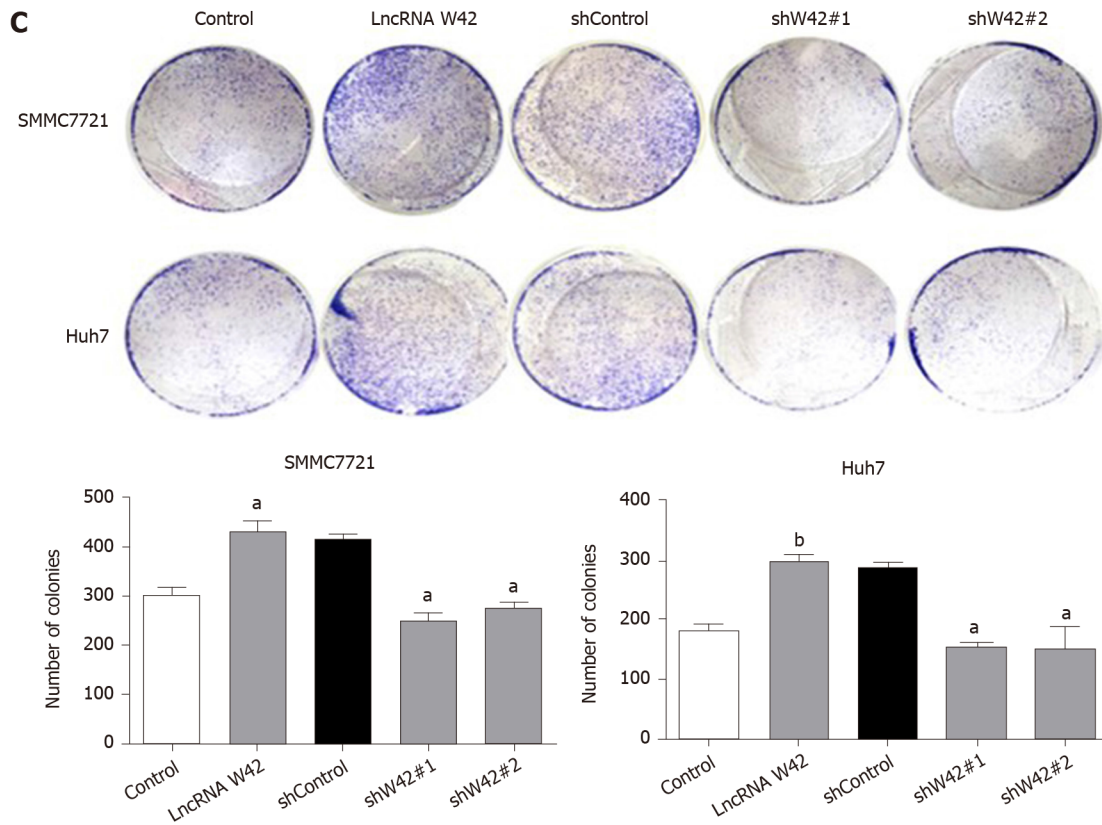 C
Control LncRNA W42 shControl shW42#1 shW42#2
SMMC7721
Huh7
SMMC7721
Number of colonies
500
400
300
200
100
0
a
a
a
Control LncRNA W42 shControl shW42#1 shW42#2
Huh7
Number of colonies
400
300
200
100
0
b
a
a
Control LncRNA W42 shControl shW42#1 shW42#2